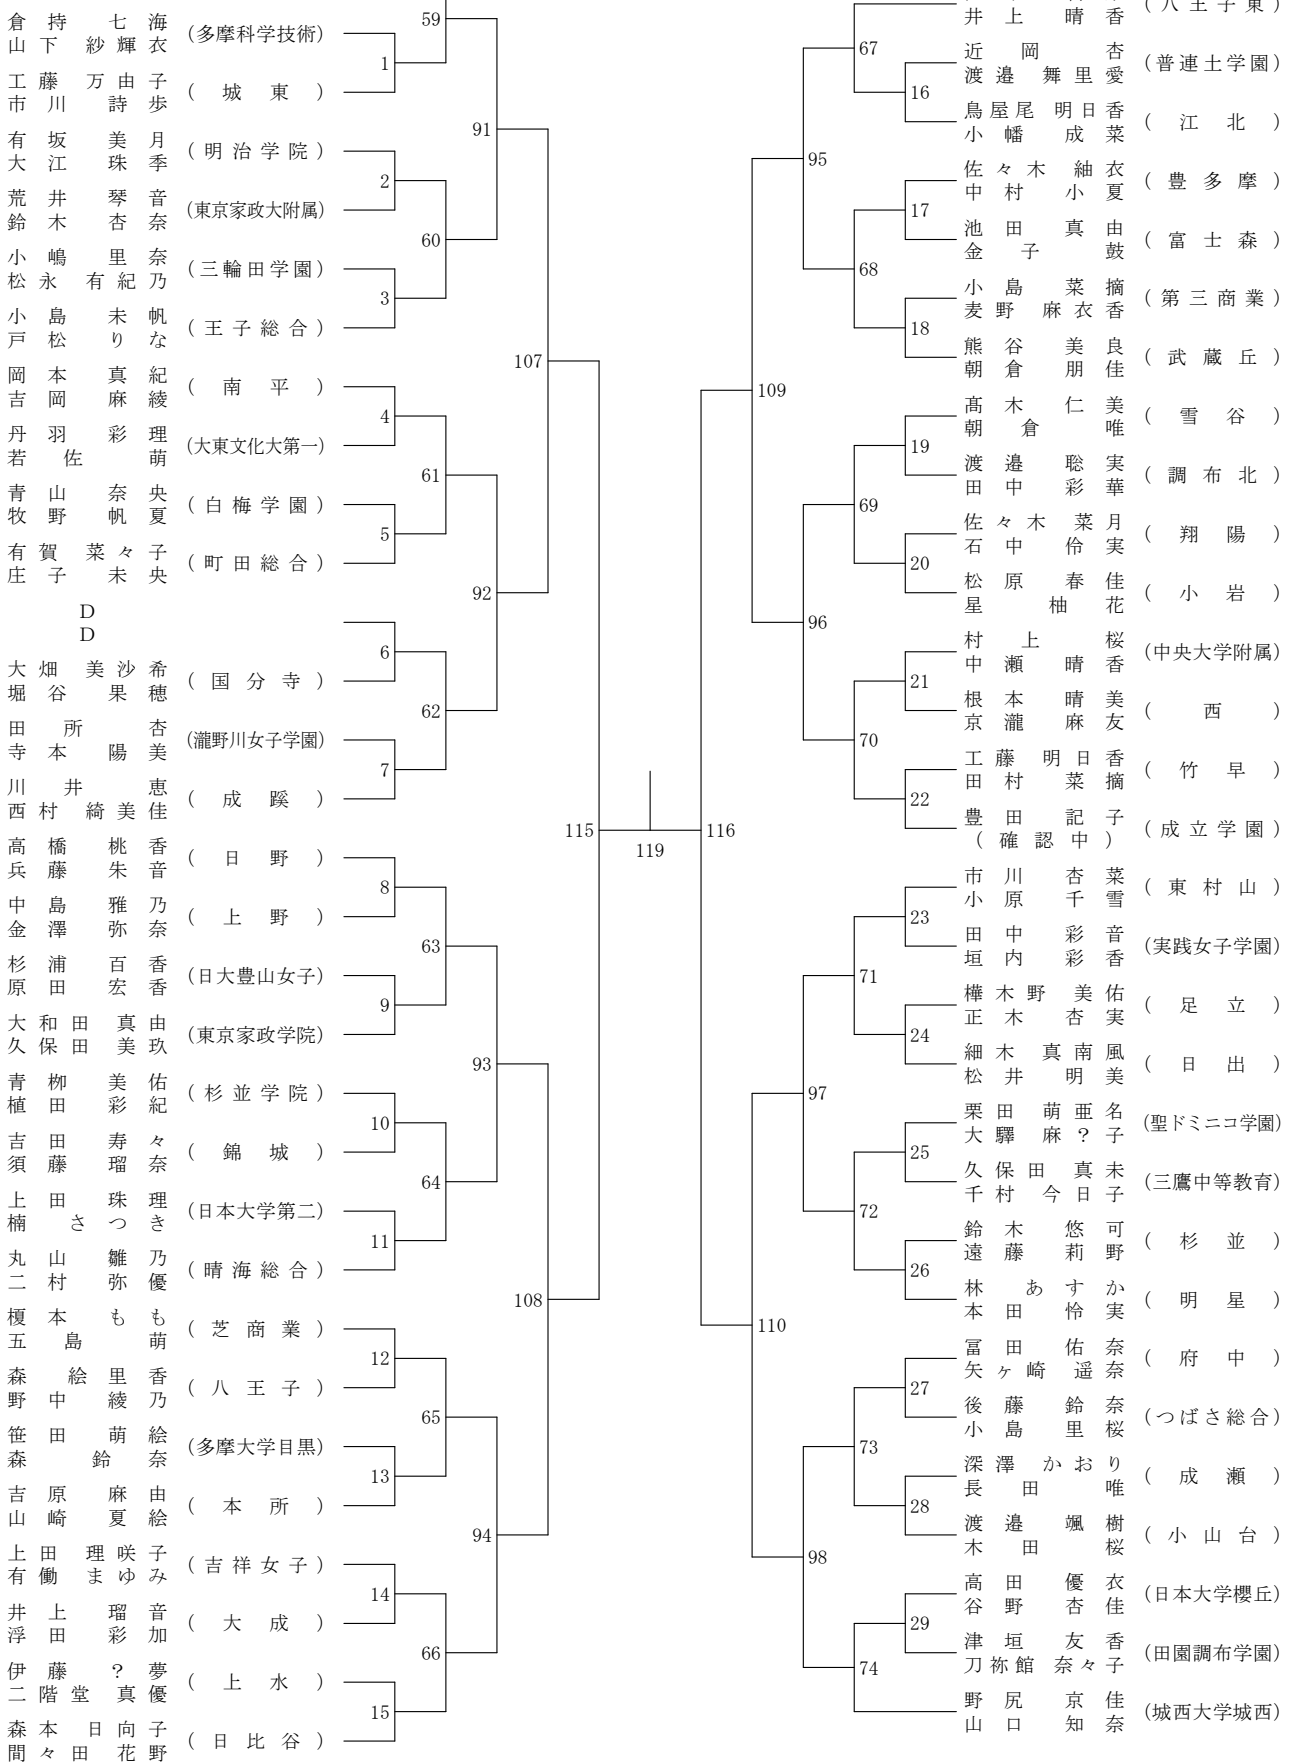 倉持七海
山下紗輝衣
(多摩科学技術)
工藤万由子
市川詩歩
(城東)
有坂美月
大江珠季
(明治学院)
荒井琴音
鈴木杏奈
(東京家政大附属)
小嶋里奈
松永有紀乃
(三輪田学園)
小島未帆
戸松りな
(王子総合)
岡本真紀
吉岡麻綾
(南平)
丹羽彩理
若佐萌
(大東文化大第一)
青山奈央
牧野帆夏
(白梅学園)
有賀菜々子
庄子未央
(町田総合)
D
D
大畑美沙希
堀谷果穂
(国分寺)
田所杏
寺本陽美
(瀧野川女子学園)
川井恵
西村綺美佳
(成蹊)
高橋桃香
兵藤朱音
(日野)
中島雅乃
金澤弥奈
(上野)
杉浦百香
原田宏香
(日大豊山女子)
大和田真由
久保田美玖
(東京家政学院)
青栁美佑
植田彩紀
(杉並学院)
吉田寿々
須藤瑠奈
(錦城)
上田珠理
楠さつき
(日本大学第二)
丸山雛乃
二村弥優
(晴海総合)
榎本もも
五島萌
(芝商業)
森絵里香
野中綾乃
(八王子)
笹田萌絵
森鈴奈
(多摩大学目黒)
吉原麻由
山崎夏絵
(本所)
上田理咲子
有働まゆみ
(吉祥女子)
井上瑠音
浮田彩加
(大成)
伊藤?夢
二階堂真優
(上水)
森本日向子
間々田花野
(日比谷)
1
2
3
4
5
6
7
8
9
10
11
12
13
14
15
59
60
61
62
63
64
65
66
91
92
93
94
107
108
115
119
116
109
110
95
96
97
98
67
68
69
70
71
72
73
74
16
17
18
19
20
21
22
23
24
25
26
27
28
29
井上晴香
(八王子東)
近岡杏
渡邉舞里愛
(普連土学園)
鳥屋尾明日香
小幡成菜
(江北)
佐々木紬衣
中村小夏
(豊多摩)
池田真由
金子鼓
(富士森)
小島菜摘
麦野麻衣香
(第三商業)
熊谷美良
朝倉朋佳
(武蔵丘)
髙木仁美
朝倉唯
(雪谷)
渡邉聡実
田中彩華
(調布北)
佐々木菜月
石中伶実
(翔陽)
松原春佳
星柚花
(小岩)
村上桜
中瀬晴香
(中央大学附属)
根本晴美
京瀧麻友
(西)
工藤明日香
田村菜摘
(竹早)
豊田記子
(確認中)
(成立学園)
市川杏菜
小原千雪
(東村山)
田中彩音
垣内彩香
(実践女子学園)
樺木野美佑
正木杏実
(足立)
細木真南風
松井明美
(日出)
栗田萌亜名
大驛麻?子
(聖ドミニコ学園)
久保田真未
千村今日子
(三鷹中等教育)
鈴木悠可
遠藤莉野
(杉並)
林あすか
本田怜実
(明星)
冨田佑奈
矢ヶ崎遥奈
(府中)
後藤鈴奈
小島里桜
(つばさ総合)
深澤かおり
長田唯
(成瀬)
渡邉颯樹
木田桜
(小山台)
高田優衣
谷野杏佳
(日本大学櫻丘)
津垣友香
刀祢館奈々子
(田園調布学園)
野尻京佳
山口知奈
(城西大学城西)